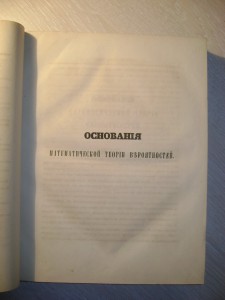 ОСНОВАНІЯ
МАТЕМАТИЧЕСКОЙ ТЕОРІИ ВѢРОЯТНОСТЕЙ.